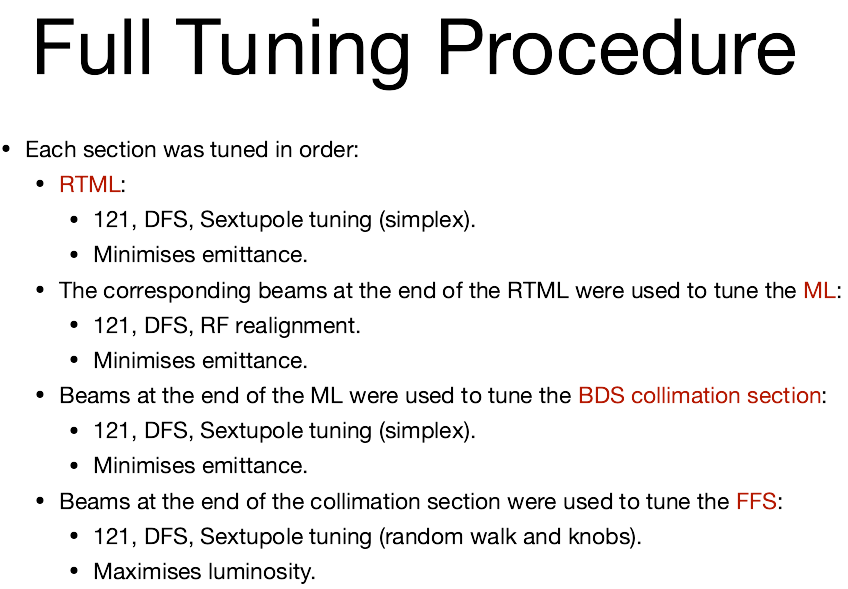 Full Tuning Procedure
• Each section was tuned in order:
• RTML:
• 121, DFS, Sextupole tuning (simplex).
• Minimises emittance.
• The corresponding beams at the end of the RTML were used to tune the ML:
• 121, DFS, RF realignment.
• Minimises emittance.
• Beams at the end of the ML were used to tune the BDS collimation section:
• 121, DFS, Sextupole tuning (simplex).
• Minimises emittance.
• Beams at the end of the collimation section were used to tune the FFS:
• 121, DFS, Sextupole tuning (random walk and knobs).
• Maximises luminosity.